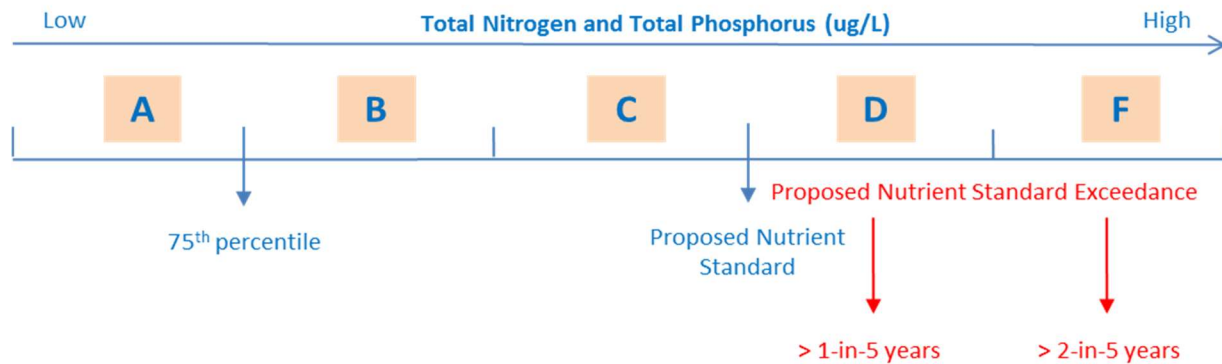 Low Total Nitrogen and Total Phosphorus (ug/L) High
A B C D F
Proposed Nutrient Standard Exceedance
75th percentile
Proposed Nutrient
Standard
> 1-in-5 years > 2-in-5 years